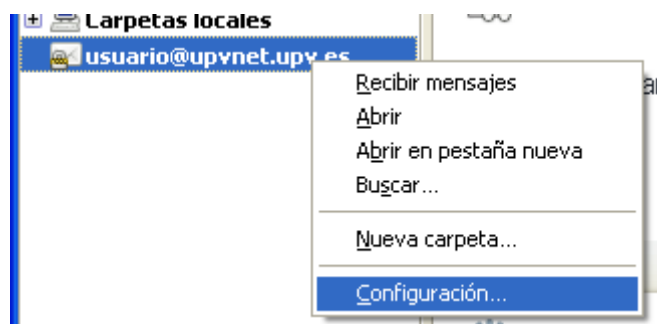 Carpetas locales
usuario@upvnet.upv.es
Recibir mensajes
Abrir
Abrir en pestaña nueva
Buscar...
Nueva carpeta...
Configuración...